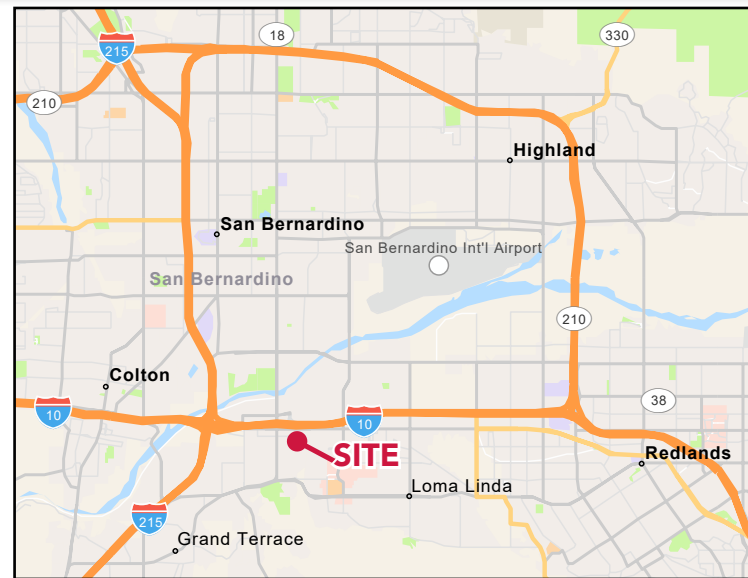 18
330
215
210
Highland
San Bernardino
San Bernardino Int'l Airport
San Bernardino
210
Colton
38
10
10
SITE
Redlands
Loma Linda
215
Grand Terrace